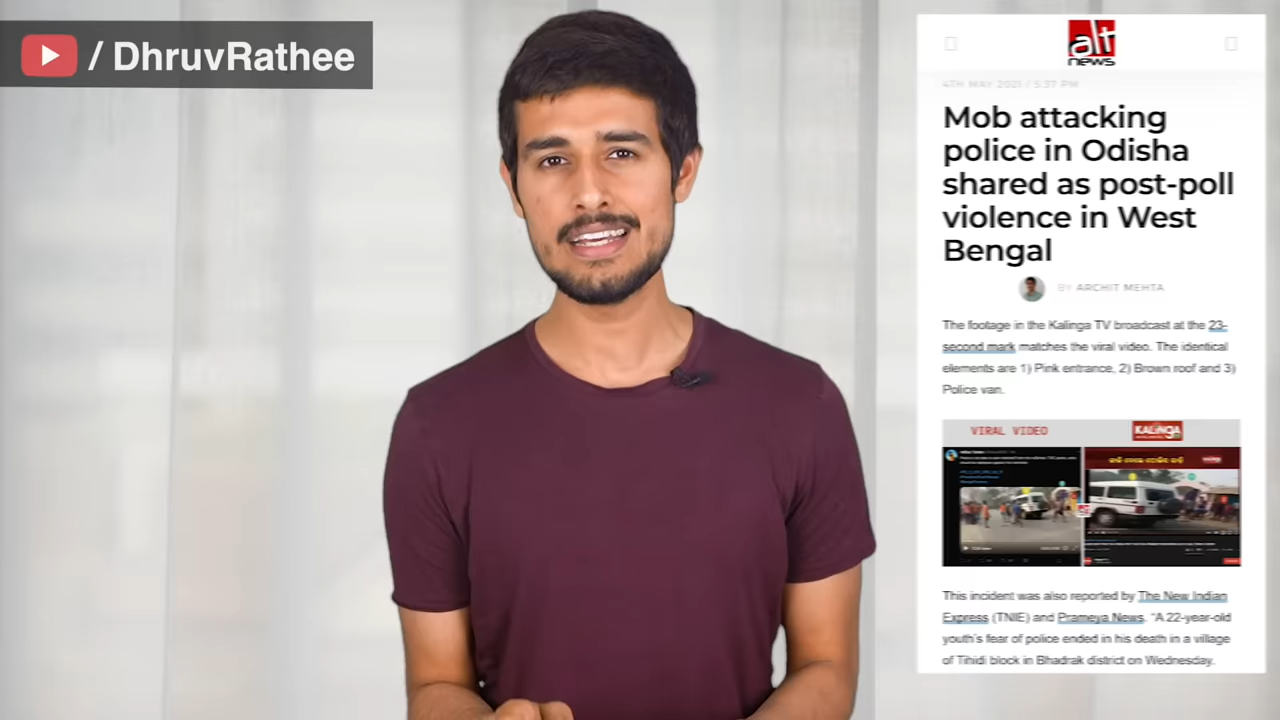 / DhruvRathee
alt
news
4TH MAY 2021 / 5:37 PM
Mob attacking
police in Odisha
shared as post-poll
violence in West
Bengal
BY ARCHIT MEHTA
The footage in the Kalinga TV broadcast at the 23-
second mark matches the viral video. The identical
elements are 1) Pink entrance, 2) Brown roof and 3)
Police van.
VIRAL VIDEO
KALINGA
This incident was also reported by The New Indian
Express (TNIE) and Prameya News. “A 22-year-old
youth’s fear of police ended in his death in a village
of Tihidi block in Bhadrak district on Wednesday.